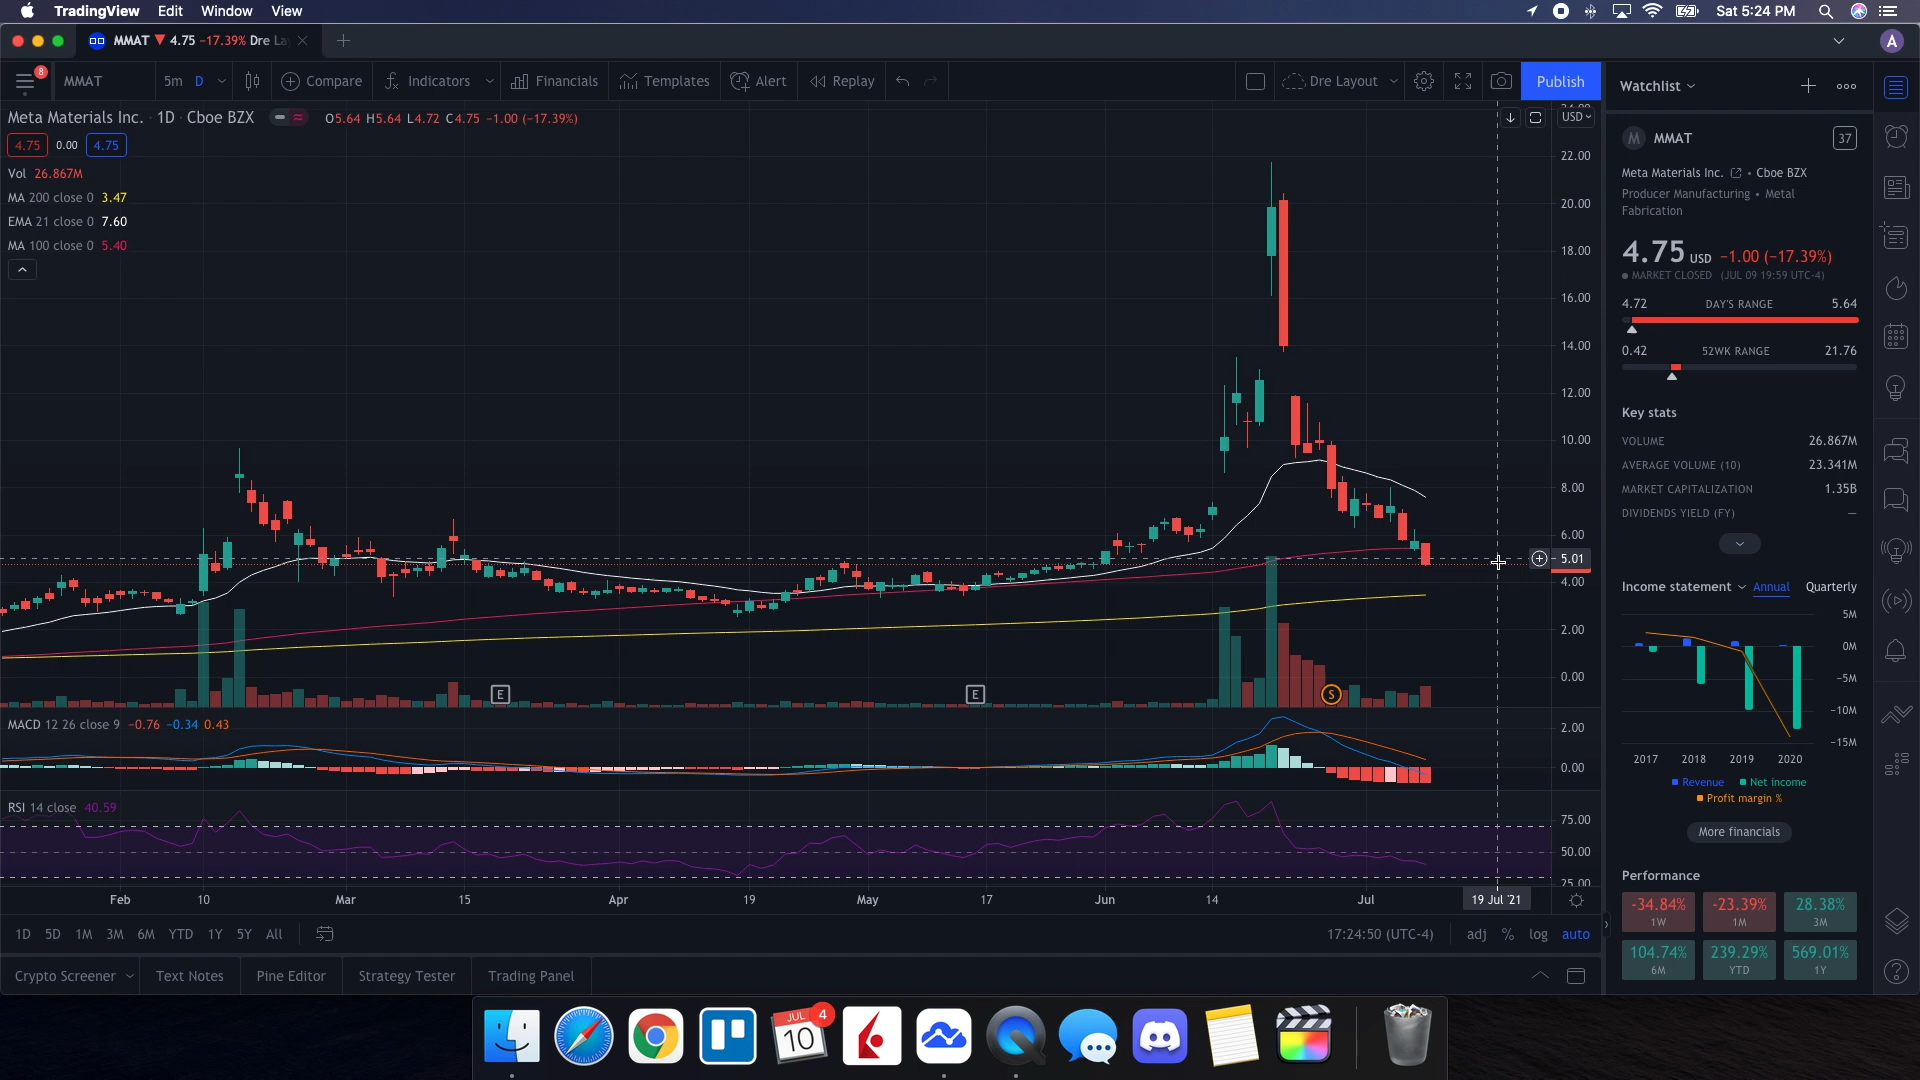 TradingView Edit Window View Sat 5:24 PM
MMAT ▼ 4.75 −17.39% Dre La A
8 MMAT 5m D Compare Indicators Financials Templates Alert Replay Dre Layout Publish
Watchlist
Meta Materials Inc. 1D Cboe BZX O5.64 H5.64 L4.72 C4.75 −1.00 (−17.39%)
4.75 0.00 4.75
Vol 26.867M
MA 200 close 0 3.47
EMA 21 close 0 7.60
MA 100 close 0 5.40
USD
22.00
20.00
18.00
16.00
14.00
12.00
10.00
8.00
6.00
5.01
4.00
2.00
0.00
E E S
MACD 12 26 close 9 −0.76 −0.34 0.43
2.00
0.00
RSI 14 close 40.59
75.00
50.00
25.00
Feb 10 Mar 15 Apr 19 May 17 Jun 14 Jul 19 Jul '21
1D 5D 1M 3M 6M YTD 1Y 5Y All 17:24:50 (UTC-4) adj % log auto
Crypto Screener Text Notes Pine Editor Strategy Tester Trading Panel
M MMAT 37
Meta Materials Inc. • Cboe BZX
Producer Manufacturing • Metal
Fabrication
4.75 USD −1.00 (−17.39%)
● MARKET CLOSED (JUL 09 19:59 UTC-4)
4.72 DAY'S RANGE 5.64
0.42 52WK RANGE 21.76
Key stats
VOLUME 26.867M
AVERAGE VOLUME (10) 23.341M
MARKET CAPITALIZATION 1.35B
DIVIDENDS YIELD (FY) —
Income statement Annual Quarterly
5M
0M
−5M
−10M
−15M
2017 2018 2019 2020
Revenue Net income
Profit margin %
More financials
Performance
-34.84% -23.39% 28.38%
1W 1M 3M
104.74% 239.29% 569.01%
6M YTD 1Y
JUL 4
10